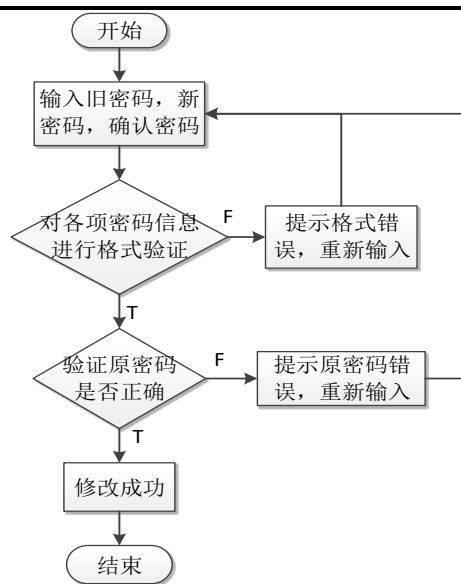 开始
输入旧密码，新
密码，确认密码
对各项密码信息
进行格式验证
F
提示格式错
误，重新输入
T
验证原密码
是否正确
F
提示原密码错
误，重新输入
T
修改成功
结束